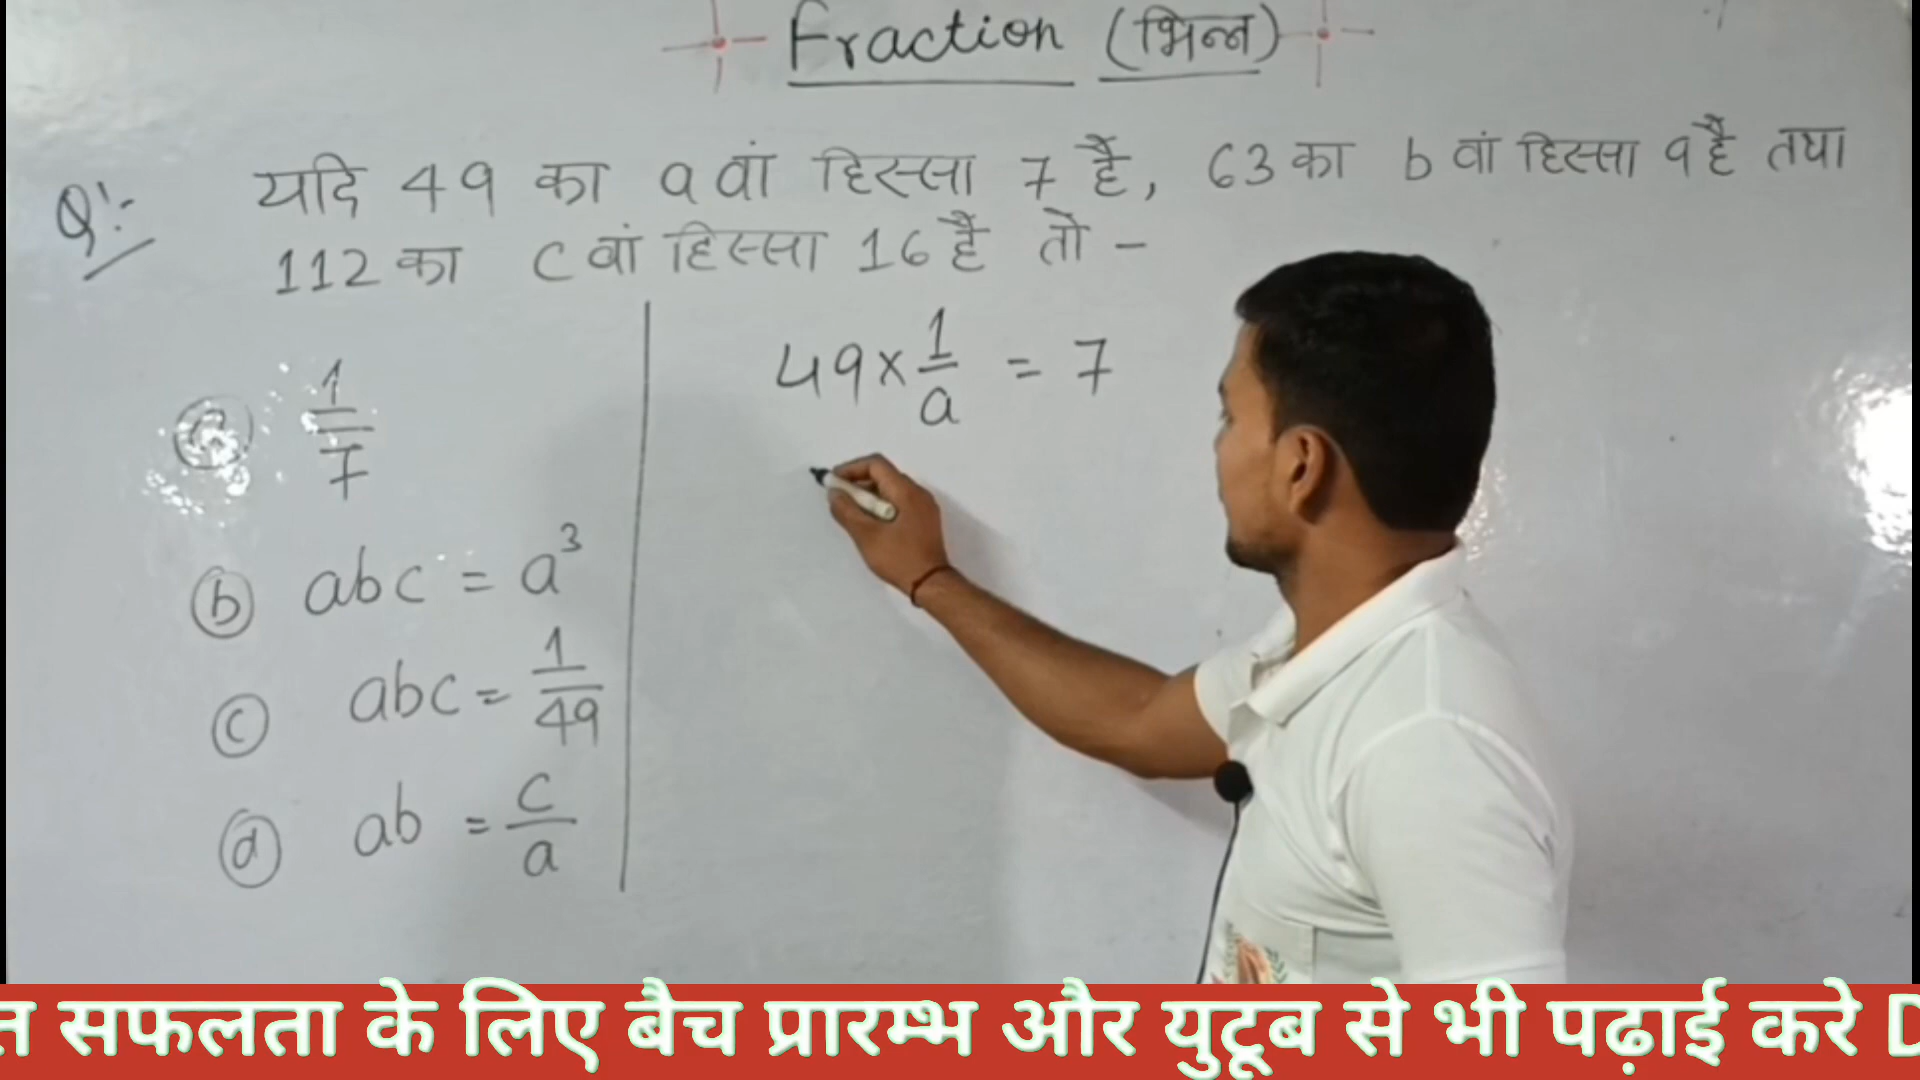 Fraction (भिन्न)
Q1:- यदि 49 का a वां हिस्सा 7 है, 63 का b वां हिस्सा 9 है तथा
112 का c वां हिस्सा 16 है तो -
49 × 1/a = 7
(a) 1/7
(b) abc = a³
(c) abc = 1/49
(d) ab = c/a
त सफलता के लिए बैच प्रारम्भ और युटूब से भी पढ़ाई करे D